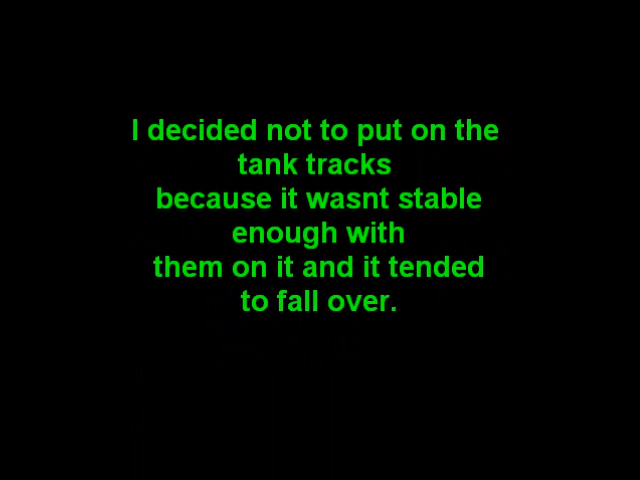 I decided not to put on the
tank tracks
because it wasnt stable
enough with
them on it and it tended
to fall over.